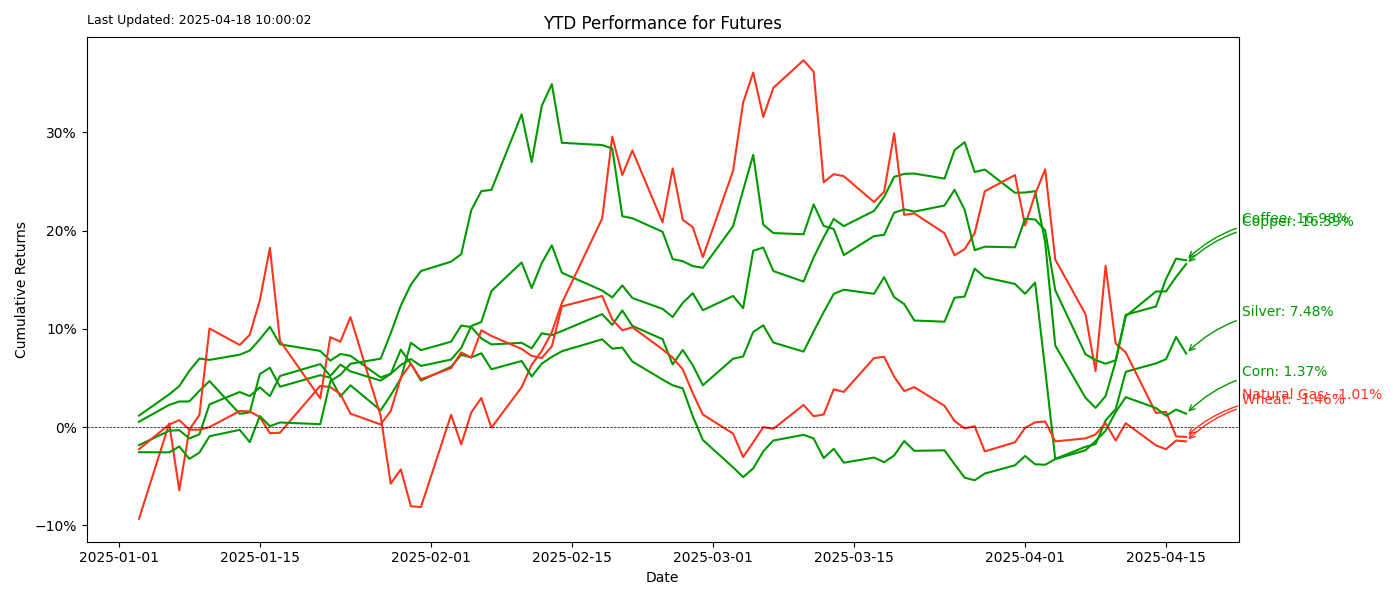 Last Updated: 2025-04-18 10:00:02
YTD Performance for Futures
Cumulative Returns
30%
20%
10%
0%
−10%
Coffee: 16.98%
Copper: 16.59%
Silver: 7.48%
Corn: 1.37%
Natural Gas: -1.01%
Wheat: -1.46%
2025-01-01
2025-01-15
2025-02-01
2025-02-15
2025-03-01
2025-03-15
2025-04-01
2025-04-15
Date